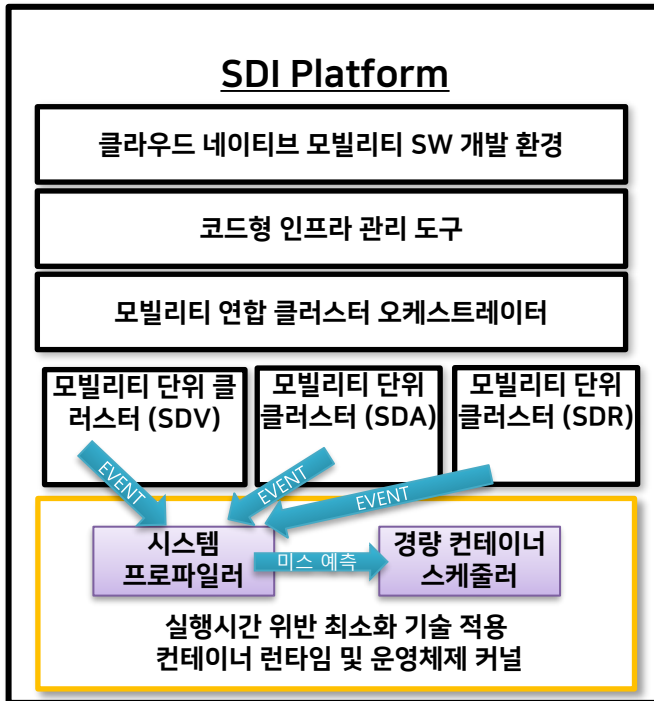 SDI Platform
클라우드 네이티브 모빌리티 SW 개발 환경
코드형 인프라 관리 도구
모빌리티 연합 클러스터 오케스트레이터
모빌리티 단위 클
러스터 (SDV)
모빌리티 단위
클러스터 (SDA)
모빌리티 단위
클러스터 (SDR)
EVENT
EVENT
EVENT
시스템
프로파일러
미스 예측
경량 컨테이너
스케줄러
실행시간 위반 최소화 기술 적용
컨테이너 런타임 및 운영체제 커널